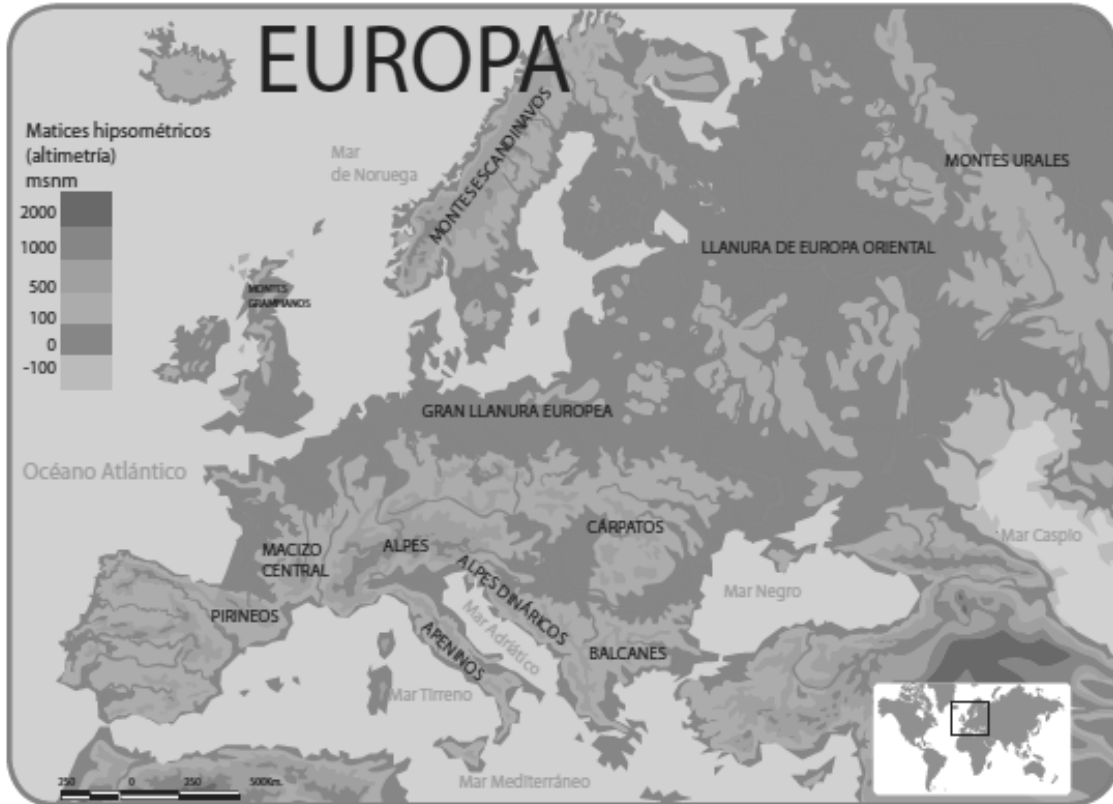 EUROPA
Matices hipsométricos
(altimetría)
msnm
2000
1000
500
100
0
-100
Mar
de Noruega
MONTES ESCANDINAVOS
MONTES URALES
LLANURA DE EUROPA ORIENTAL
MONTES
GRAMPIANOS
GRAN LLANURA EUROPEA
Océano Atlántico
CÁRPATOS
Mar Caspio
MACIZO
CENTRAL
ALPES
ALPES DINÁRICOS
Mar Negro
PIRINEOS
APENINOS
Mar Adriático
BALCANES
Mar Tirreno
Mar Mediterráneo
250 0 250 500Km.